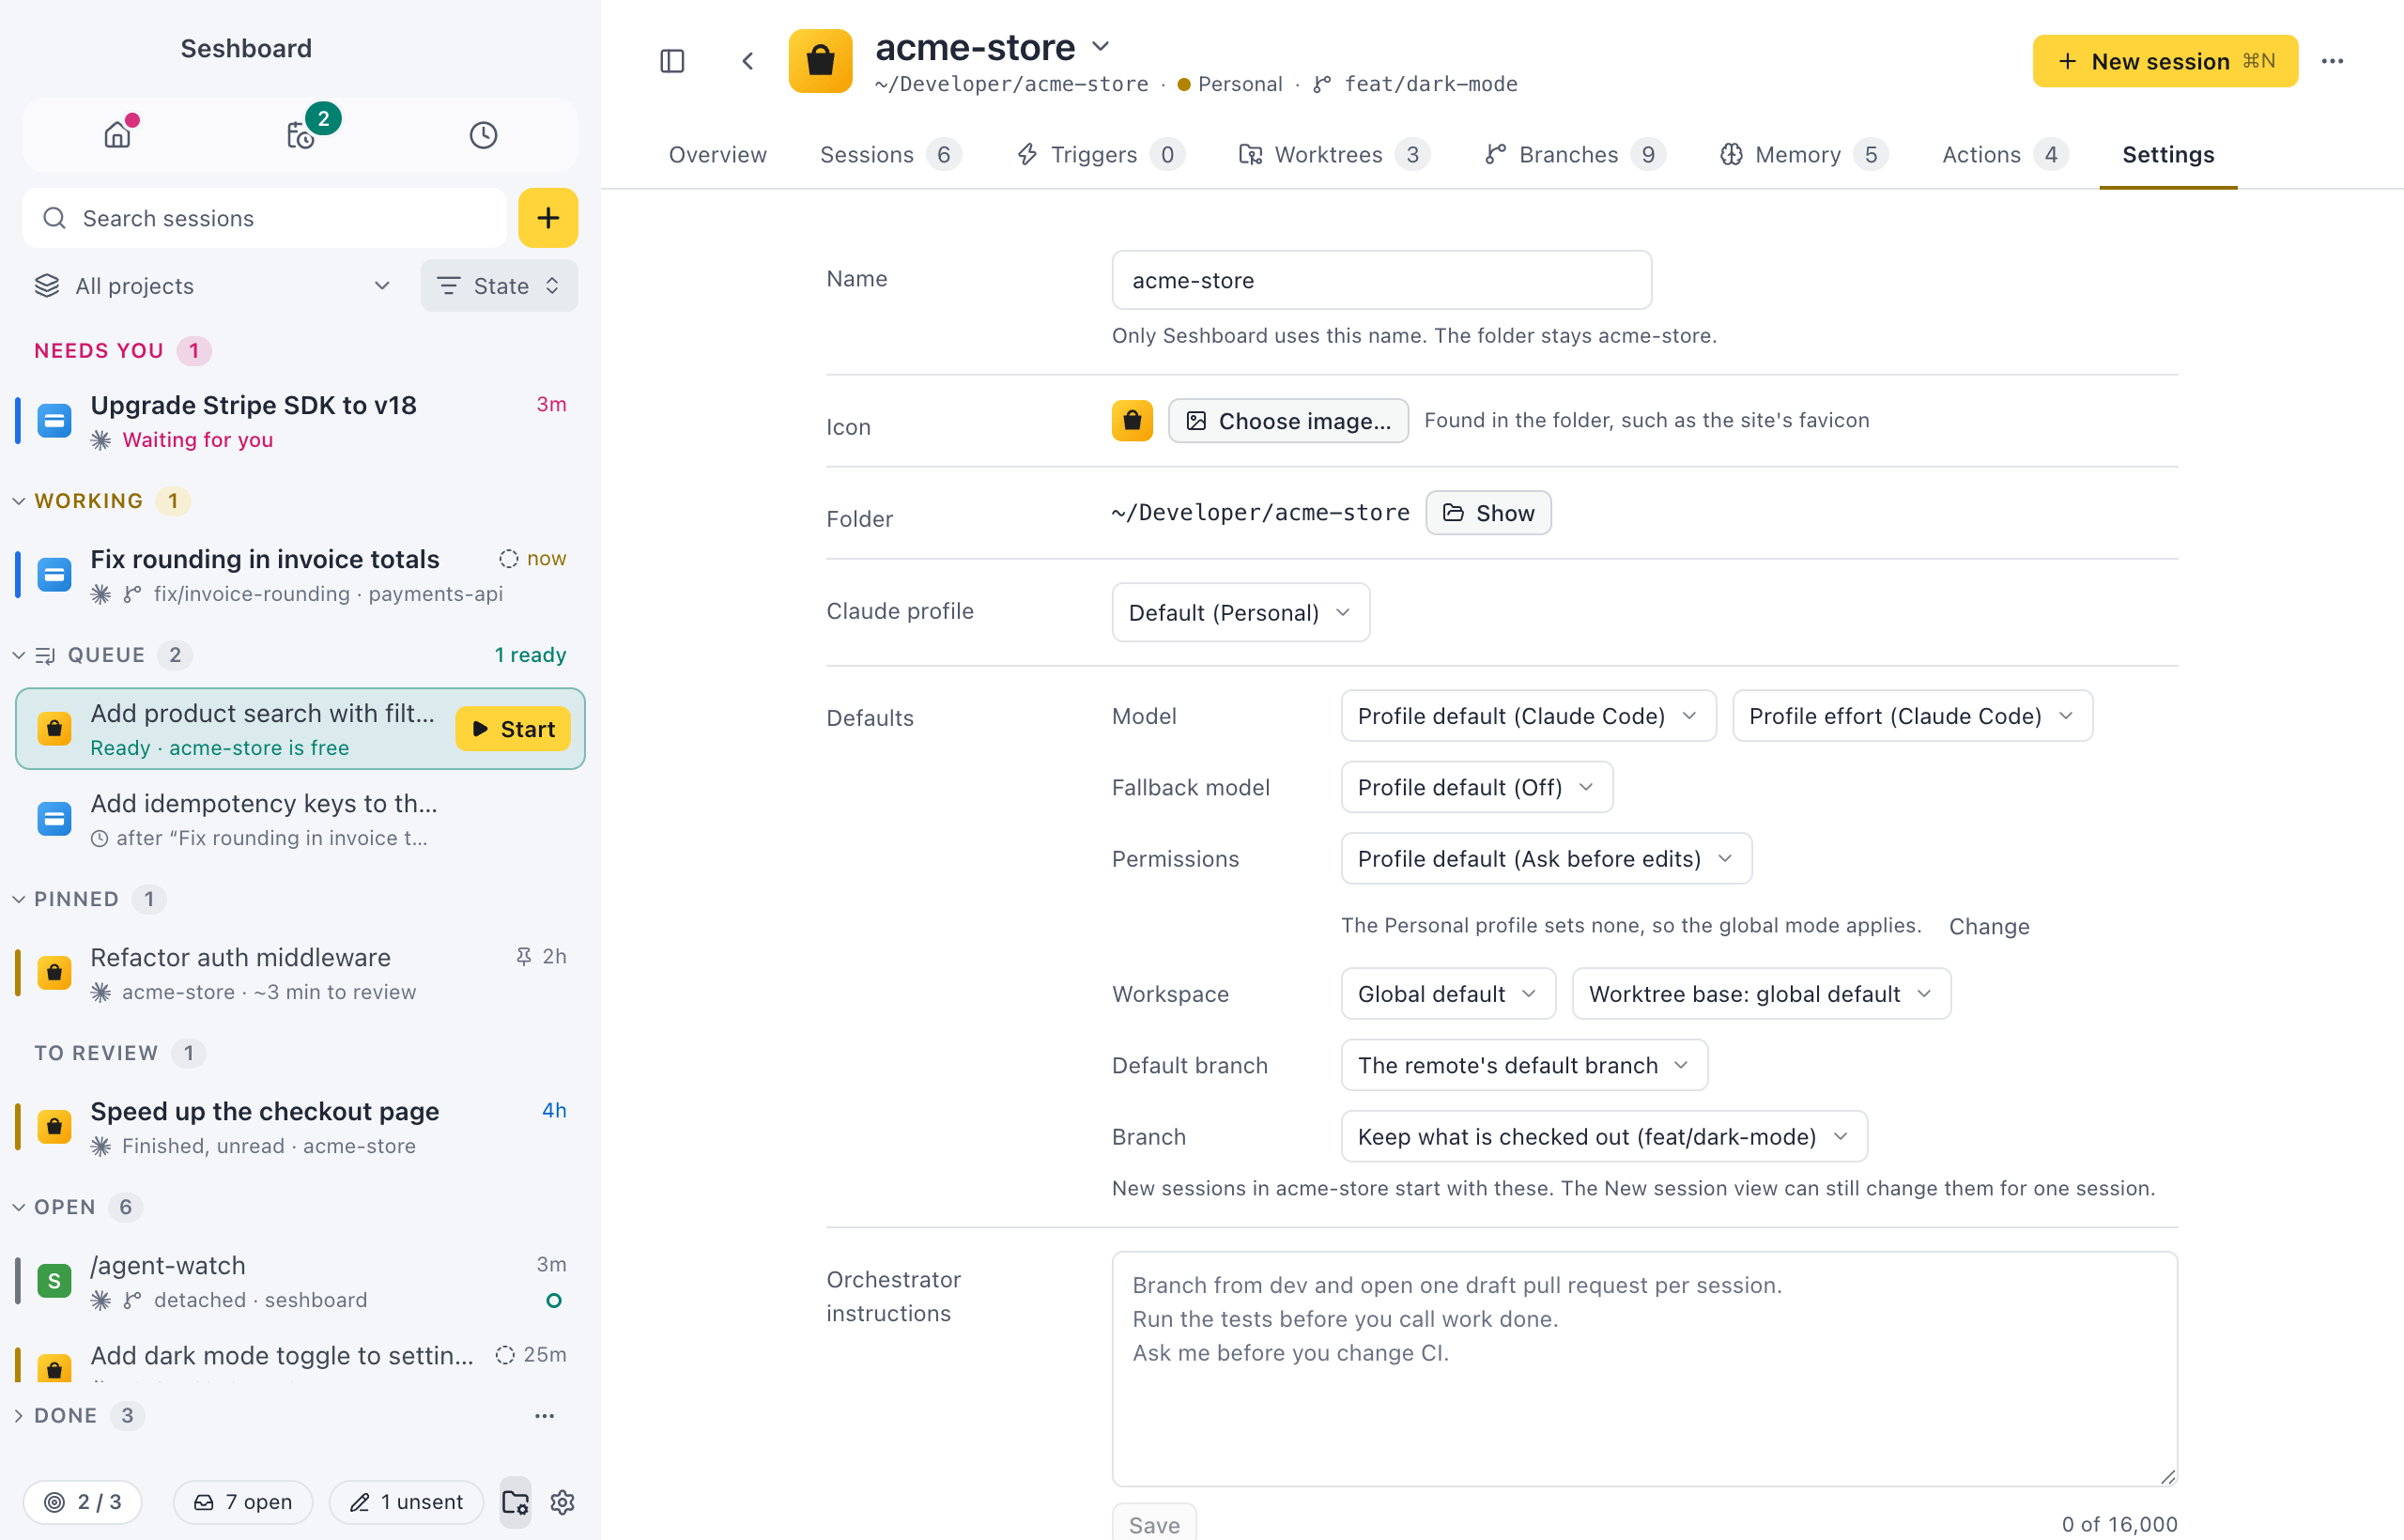 Seshboard
2
Search sessions
All projects
State
NEEDS YOU 1
Upgrade Stripe SDK to v18 3m
Waiting for you
WORKING 1
Fix rounding in invoice totals now
fix/invoice-rounding · payments-api
QUEUE 2 1 ready
Add product search with filt...
Ready · acme-store is free
Start
Add idempotency keys to th...
after “Fix rounding in invoice t...
PINNED 1
Refactor auth middleware 2h
acme-store · ~3 min to review
TO REVIEW 1
Speed up the checkout page 4h
Finished, unread · acme-store
OPEN 6
S
/agent-watch 3m
detached · seshboard
Add dark mode toggle to settin... 25m
DONE 3
2 / 3
7 open
1 unsent
acme-store
~/Developer/acme-store · Personal · feat/dark-mode
New session ⌘N
Overview
Sessions 6
Triggers 0
Worktrees 3
Branches 9
Memory 5
Actions 4
Settings
Name
acme-store
Only Seshboard uses this name. The folder stays acme-store.
Icon
Choose image...
Found in the folder, such as the site's favicon
Folder
~/Developer/acme-store
Show
Claude profile
Default (Personal)
Defaults
Model
Profile default (Claude Code)
Profile effort (Claude Code)
Fallback model
Profile default (Off)
Permissions
Profile default (Ask before edits)
The Personal profile sets none, so the global mode applies.
Change
Workspace
Global default
Worktree base: global default
Default branch
The remote's default branch
Branch
Keep what is checked out (feat/dark-mode)
New sessions in acme-store start with these. The New session view can still change them for one session.
Orchestrator
instructions
Branch from dev and open one draft pull request per session.
Run the tests before you call work done.
Ask me before you change CI.
Save
0 of 16,000